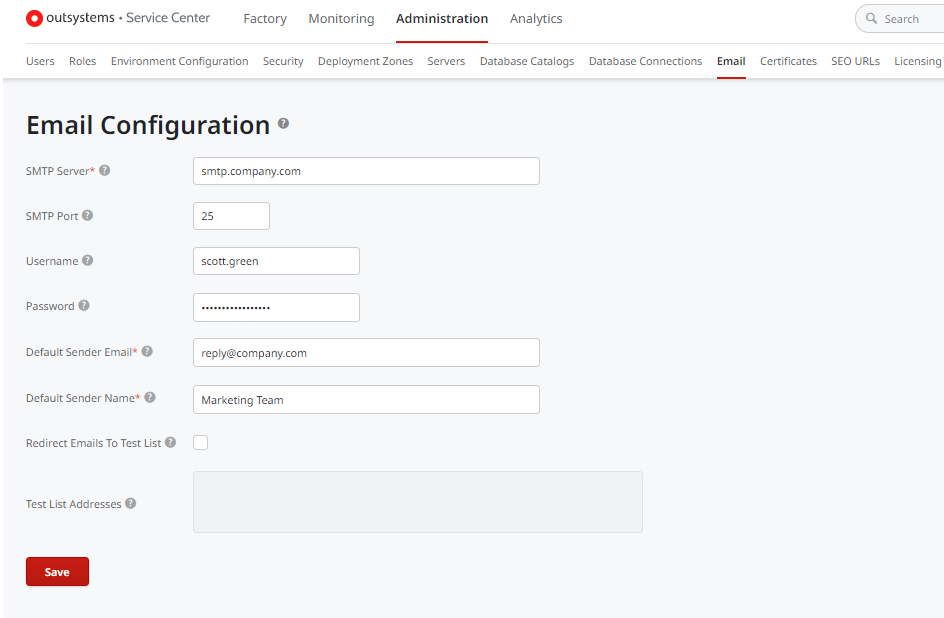 outsystems • Service Center Factory Monitoring Administration Analytics Search
Users Roles Environment Configuration Security Deployment Zones Servers Database Catalogs Database Connections Email Certificates SEO URLs Licensing
Email Configuration ?
SMTP Server* ? smtp.company.com
SMTP Port ? 25
Username ? scott.green
Password ? ••••••••••••••••
Default Sender Email* ? reply@company.com
Default Sender Name* ? Marketing Team
Redirect Emails To Test List ?
Test List Addresses ?
Save